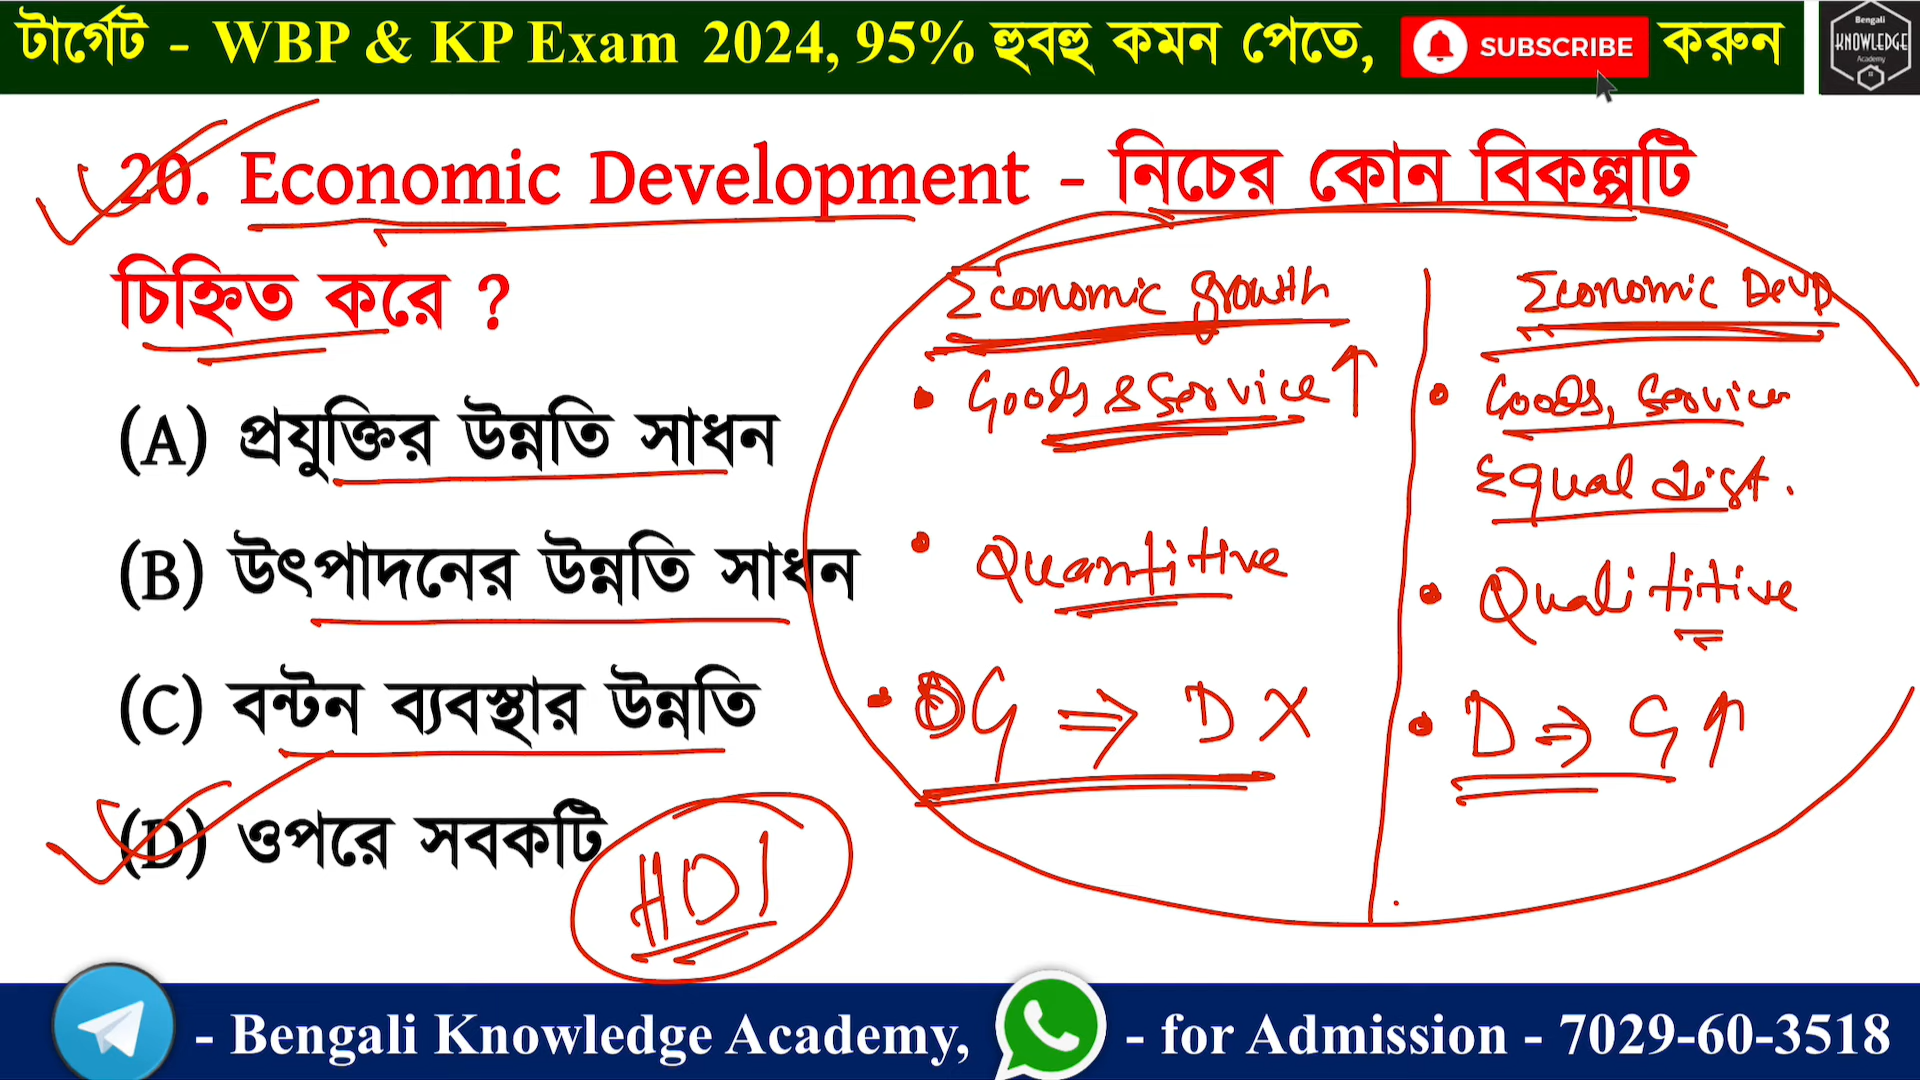 টার্গেট - WBP & KP Exam 2024, 95% হুবহু কমন পেতে, SUBSCRIBE করুন
Bengali
KNOWLEDGE
Academy
20. Economic Development - নিচের কোন বিকল্পটি
চিহ্নিত করে ?
(A) প্রযুক্তির উন্নতি সাধন
(B) উৎপাদনের উন্নতি সাধন
(C) বন্টন ব্যবস্থার উন্নতি
(D) ওপরে সবকটি
HDI
Economic growth
• Goods & Service ↑
• Quantitive
• G ⇒ D X
Economic Devp
• Goods, Service
Equal dist.
• Qualititive
• D ⇒ G ↑
- Bengali Knowledge Academy, - for Admission - 7029-60-3518